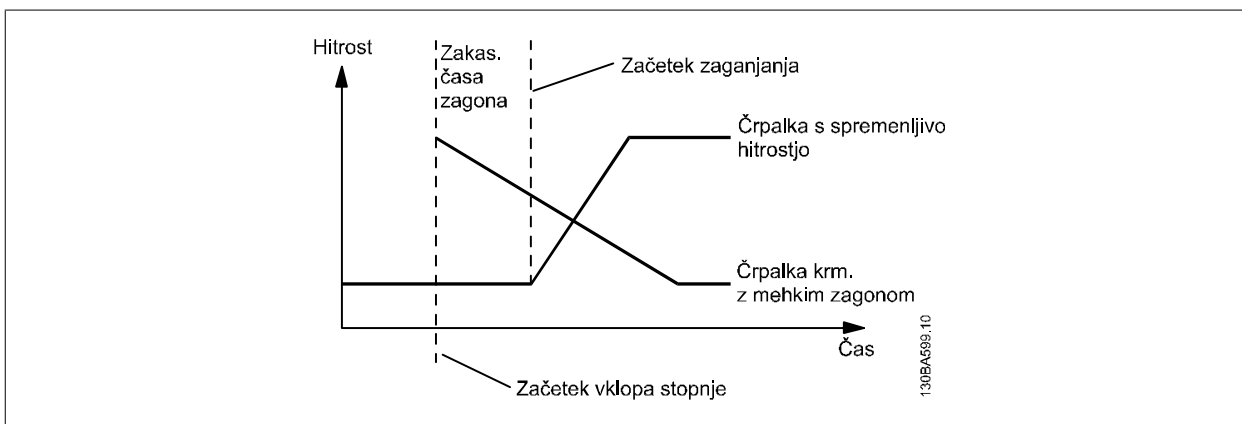 Hitrost
Zakas.
časa
zagona
Začetek zaganjanja
Črpalka s spremenljivo
hitrostjo
Črpalka krm.
z mehkim zagonom
Čas
Začetek vklopa stopnje
130BA599.10